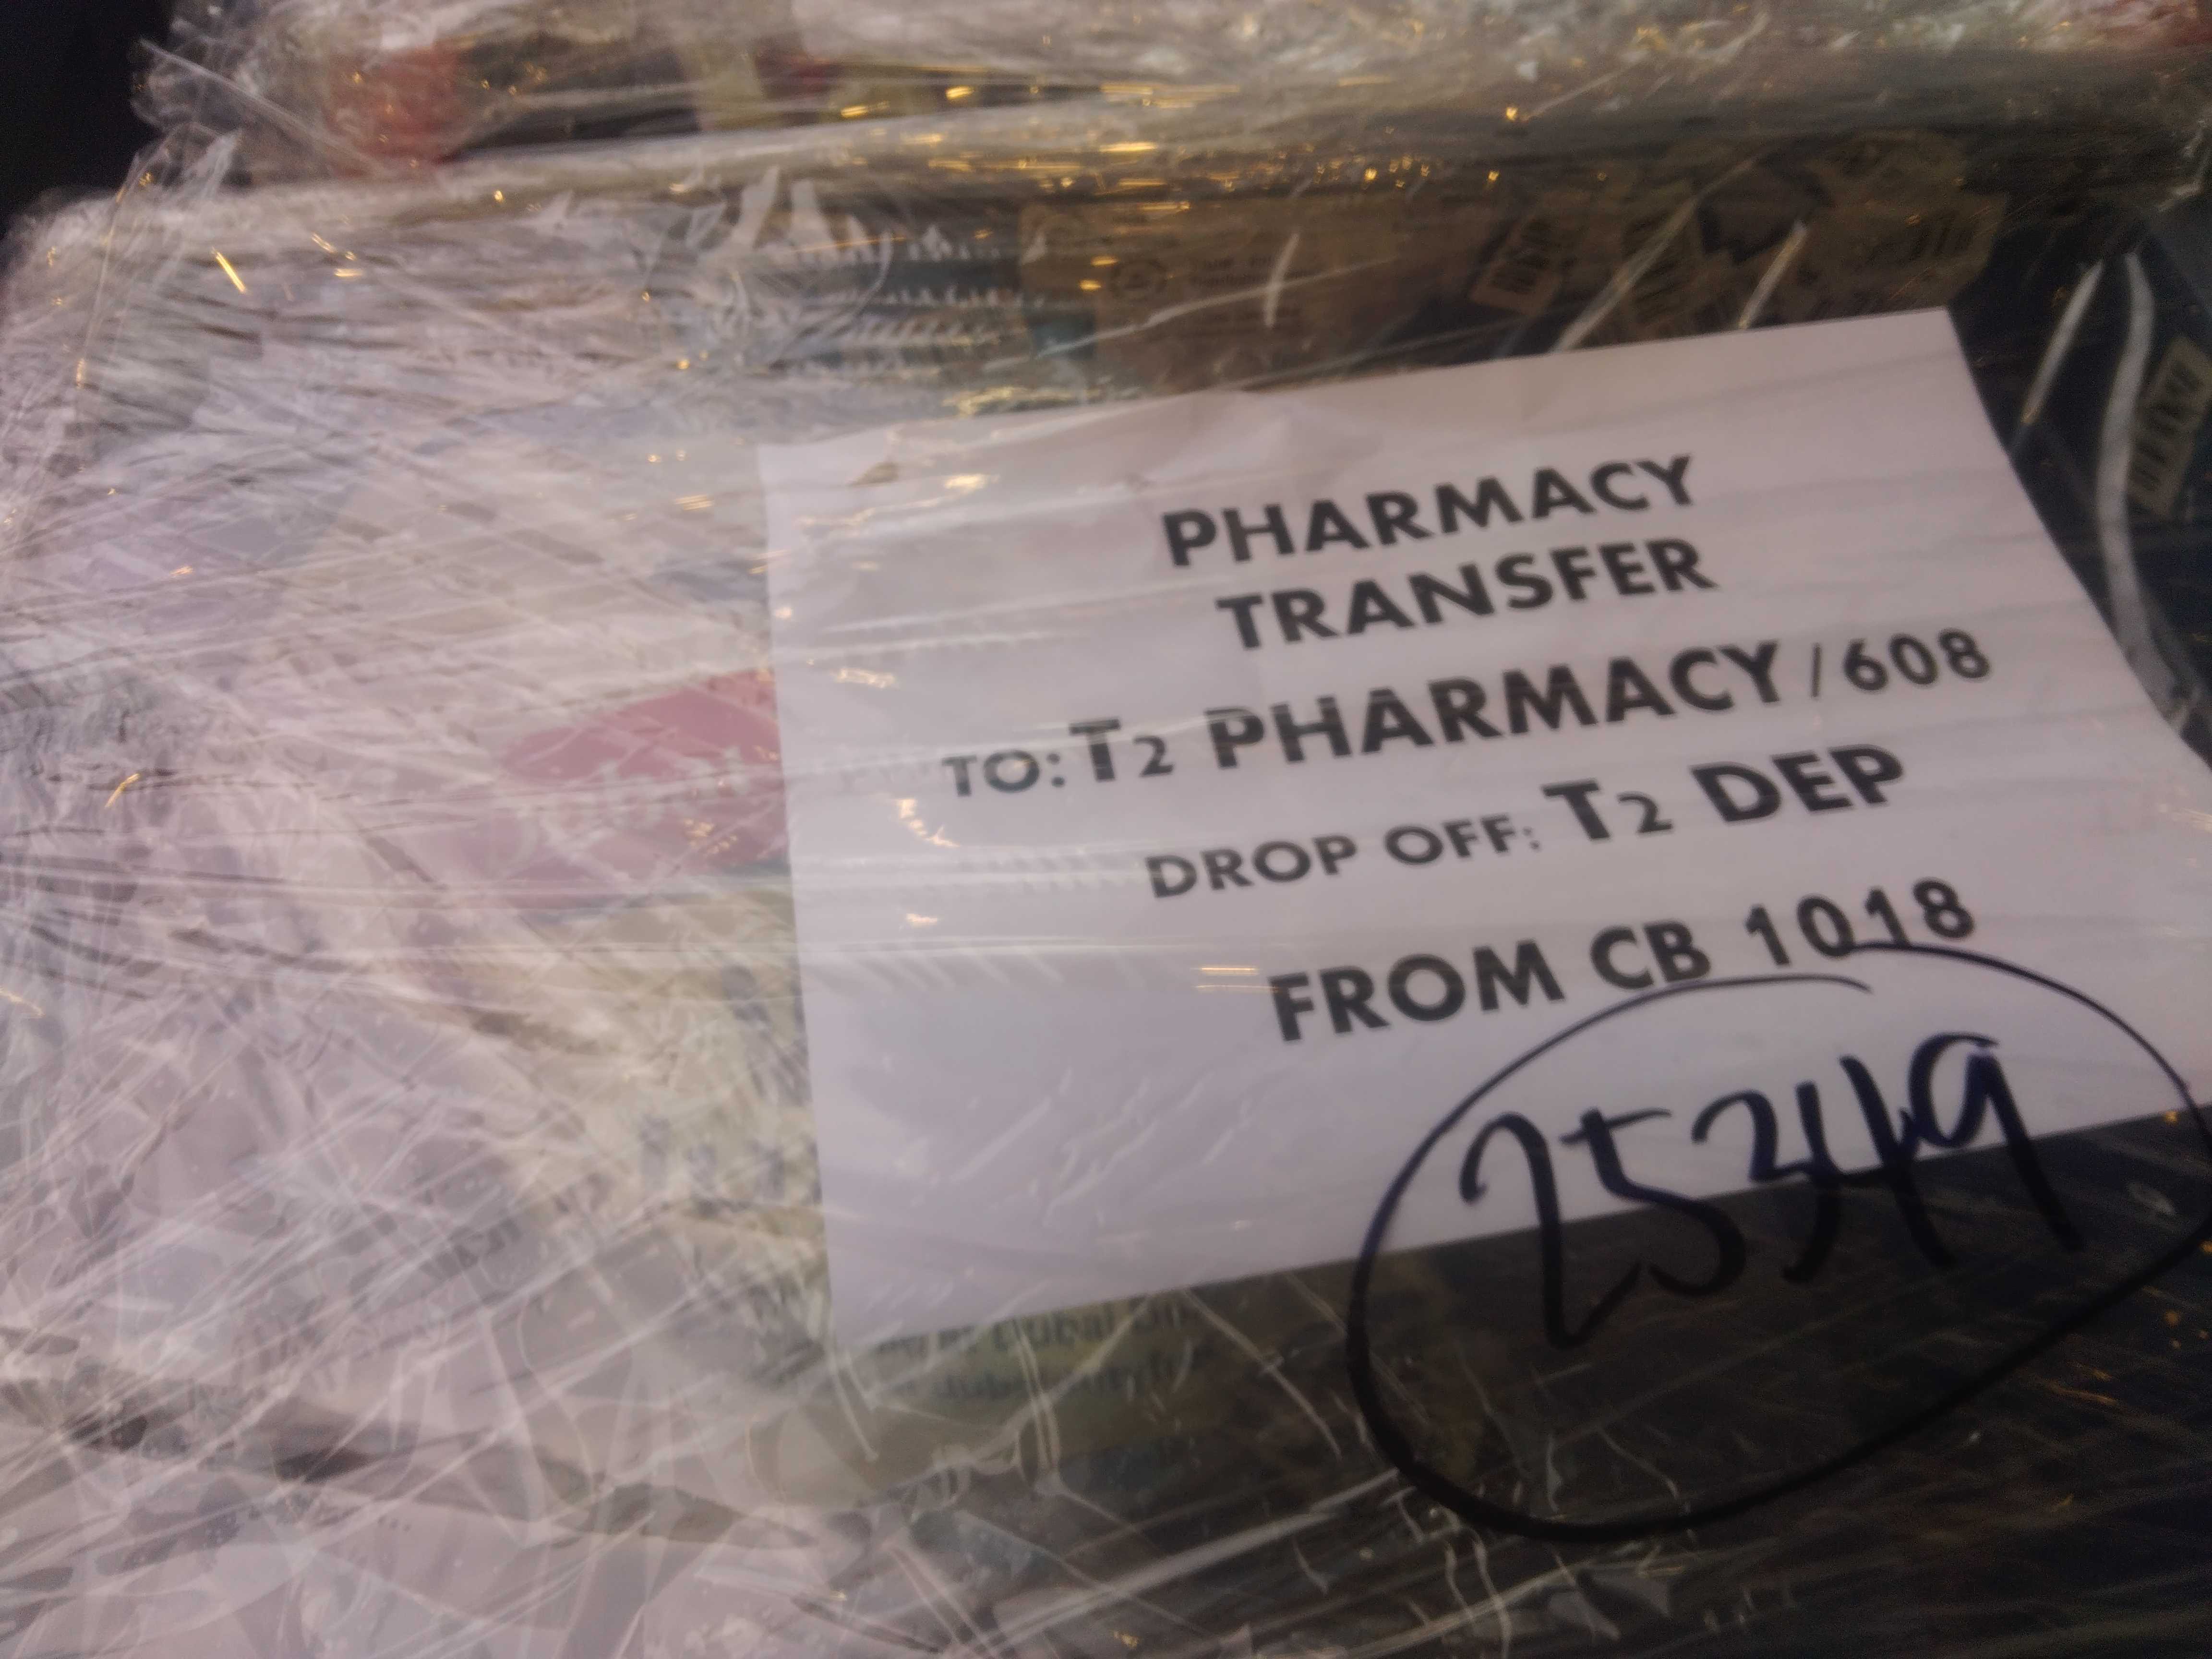 PHARMACY
TRANSFER
TO: T2 PHARMACY/608
DROP OFF: T2 DEP
FROM CB 1018
25349